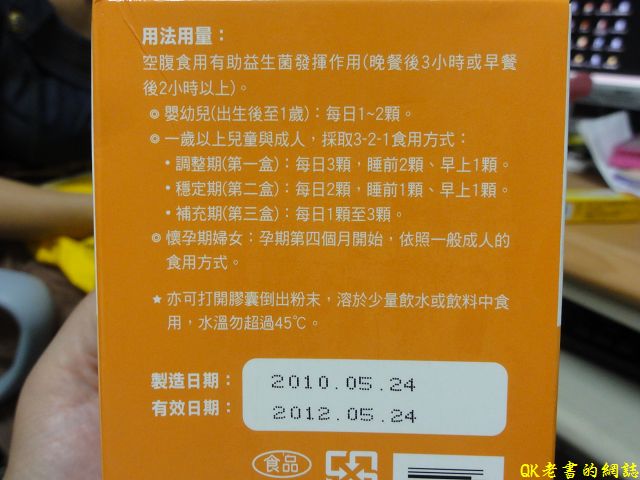 用法用量：
空腹食用有助益生菌發揮作用(晚餐後3小時或早餐
後2小時以上)。
◎嬰幼兒(出生後至1歲)：每日1~2顆。
◎一歲以上兒童與成人，採取3-2-1食用方式：
•調整期(第一盒)：每日3顆，睡前2顆、早上1顆。
•穩定期(第二盒)：每日2顆，睡前1顆、早上1顆。
•補充期(第三盒)：每日1顆至3顆。
◎懷孕期婦女：孕期第四個月開始，依照一般成人的
食用方式。
★亦可打開膠囊倒出粉末，溶於少量飲水或飲料中食
用，水溫勿超過45℃。
製造日期：2010.05.24
有效日期：2012.05.24
食品
QK老書的網誌